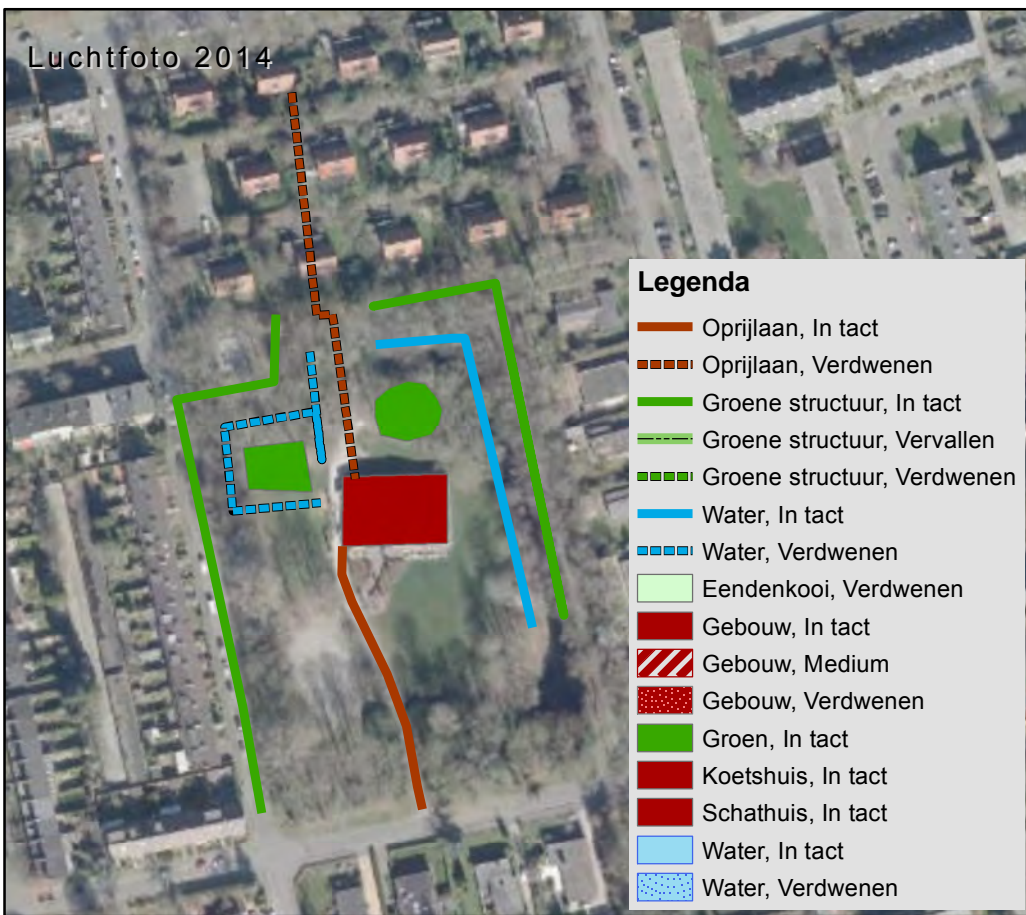 Luchtfoto 2014
Legenda
Oprijlaan, In tact
Oprijlaan, Verdwenen
Groene structuur, In tact
Groene structuur, Vervallen
Groene structuur, Verdwenen
Water, In tact
Water, Verdwenen
Eendenkooi, Verdwenen
Gebouw, In tact
Gebouw, Medium
Gebouw, Verdwenen
Groen, In tact
Koetshuis, In tact
Schathuis, In tact
Water, In tact
Water, Verdwenen